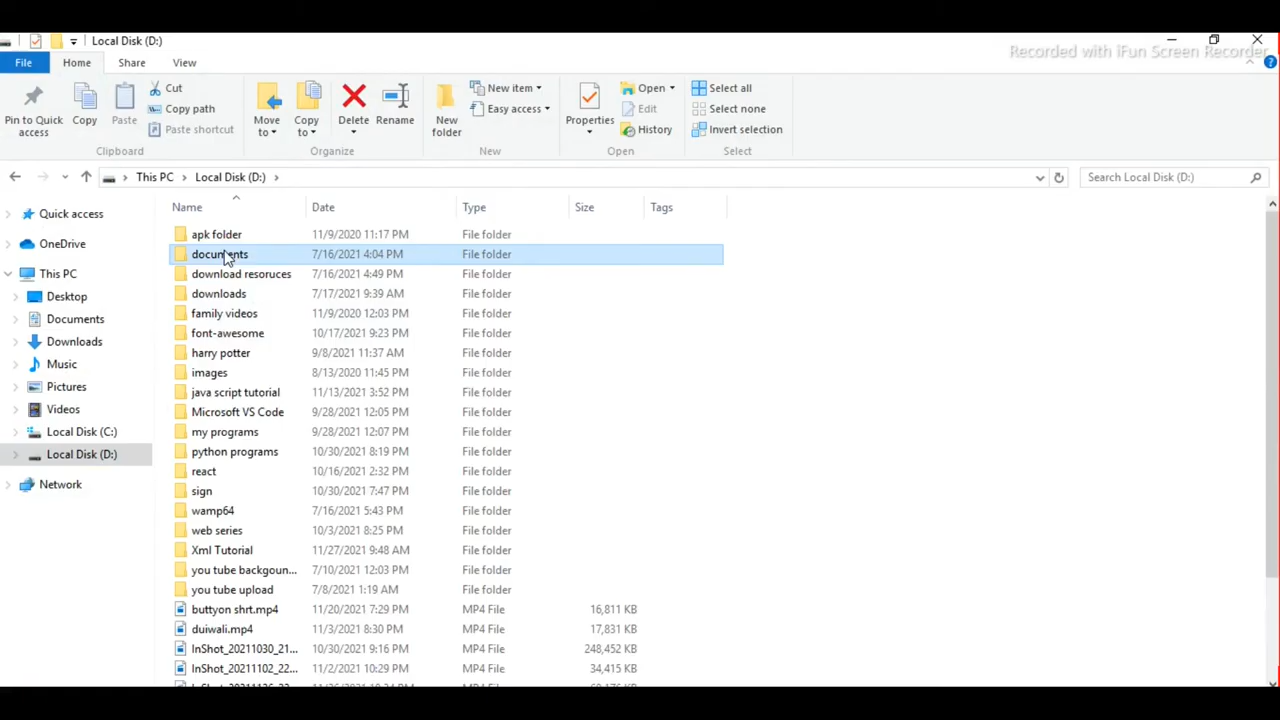 Local Disk (D:)
Recorded with iFun Screen Recorder
File Home Share View
Pin to Quick access
Copy
Paste
Cut
Copy path
Paste shortcut
Clipboard
Move to
Copy to
Delete
Rename
Organize
New folder
New item
Easy access
New
Properties
Open
Edit
History
Open
Select all
Select none
Invert selection
Select
This PC Local Disk (D:)
Search Local Disk (D:)
Quick access
OneDrive
This PC
Desktop
Documents
Downloads
Music
Pictures
Videos
Local Disk (C:)
Local Disk (D:)
Network
Name Date Type Size Tags
apk folder 11/9/2020 11:17 PM File folder
documents 7/16/2021 4:04 PM File folder
download resoruces 7/16/2021 4:49 PM File folder
downloads 7/17/2021 9:39 AM File folder
family videos 11/9/2020 12:03 PM File folder
font-awesome 10/17/2021 9:23 PM File folder
harry potter 9/8/2021 11:37 AM File folder
images 8/13/2020 11:45 PM File folder
java script tutorial 11/13/2021 3:52 PM File folder
Microsoft VS Code 9/28/2021 12:05 PM File folder
my programs 9/28/2021 12:07 PM File folder
python programs 10/30/2021 8:19 PM File folder
react 10/16/2021 2:32 PM File folder
sign 10/30/2021 7:47 PM File folder
wamp64 7/16/2021 5:43 PM File folder
web series 10/3/2021 8:25 PM File folder
Xml Tutorial 11/27/2021 9:48 AM File folder
you tube backgoun... 7/10/2021 12:03 PM File folder
you tube upload 7/8/2021 1:19 AM File folder
buttyon shrt.mp4 11/20/2021 7:29 PM MP4 File 16,811 KB
duiwali.mp4 11/3/2021 8:30 PM MP4 File 17,831 KB
InShot_20211030_21... 10/30/2021 9:16 PM MP4 File 248,452 KB
InShot_20211102_22... 11/2/2021 10:29 PM MP4 File 34,415 KB